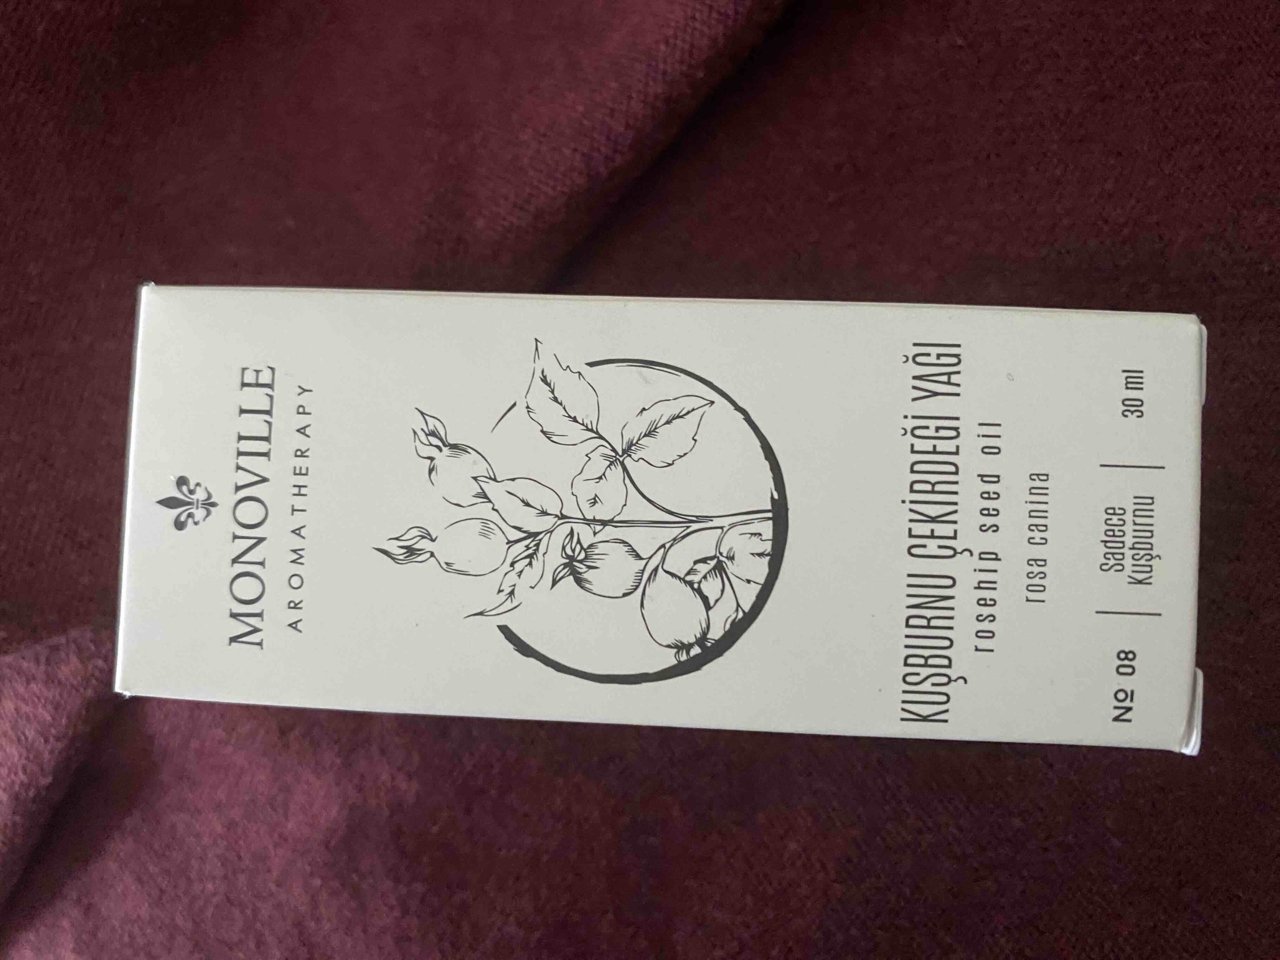 MONOVILLE
AROMATHERAPY
KUŞBURNU ÇEKİRDEĞİ YAĞI
rosehip seed oil
rosa canina
№ 08 | Sadece Kuşburnu | 30 ml